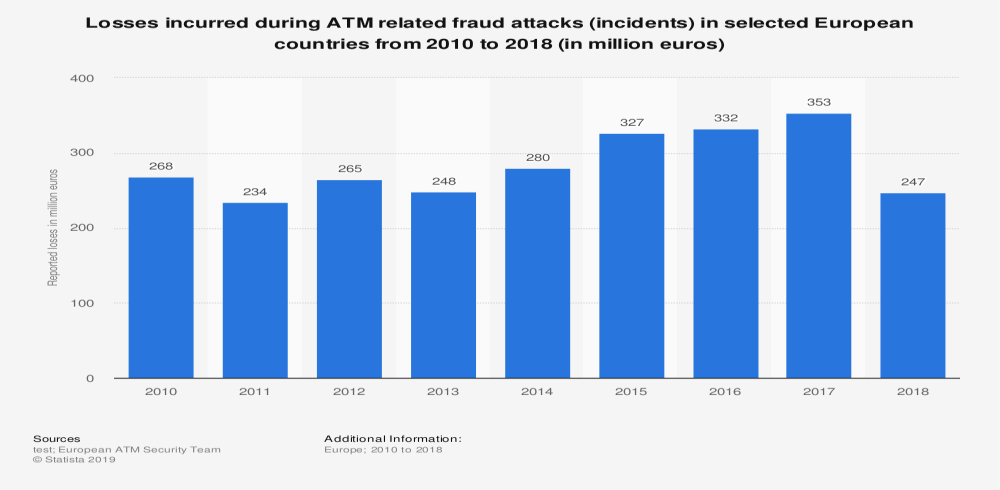 Losses incurred during ATM related fraud attacks (incidents) in selected European
countries from 2010 to 2018 (in million euros)
Reported loses in million euros
400
300
200
100
0
268
234
265
248
280
327
332
353
247
2010
2011
2012
2013
2014
2015
2016
2017
2018
Sources
test; European ATM Security Team
© Statista 2019
Additional Information:
Europe; 2010 to 2018